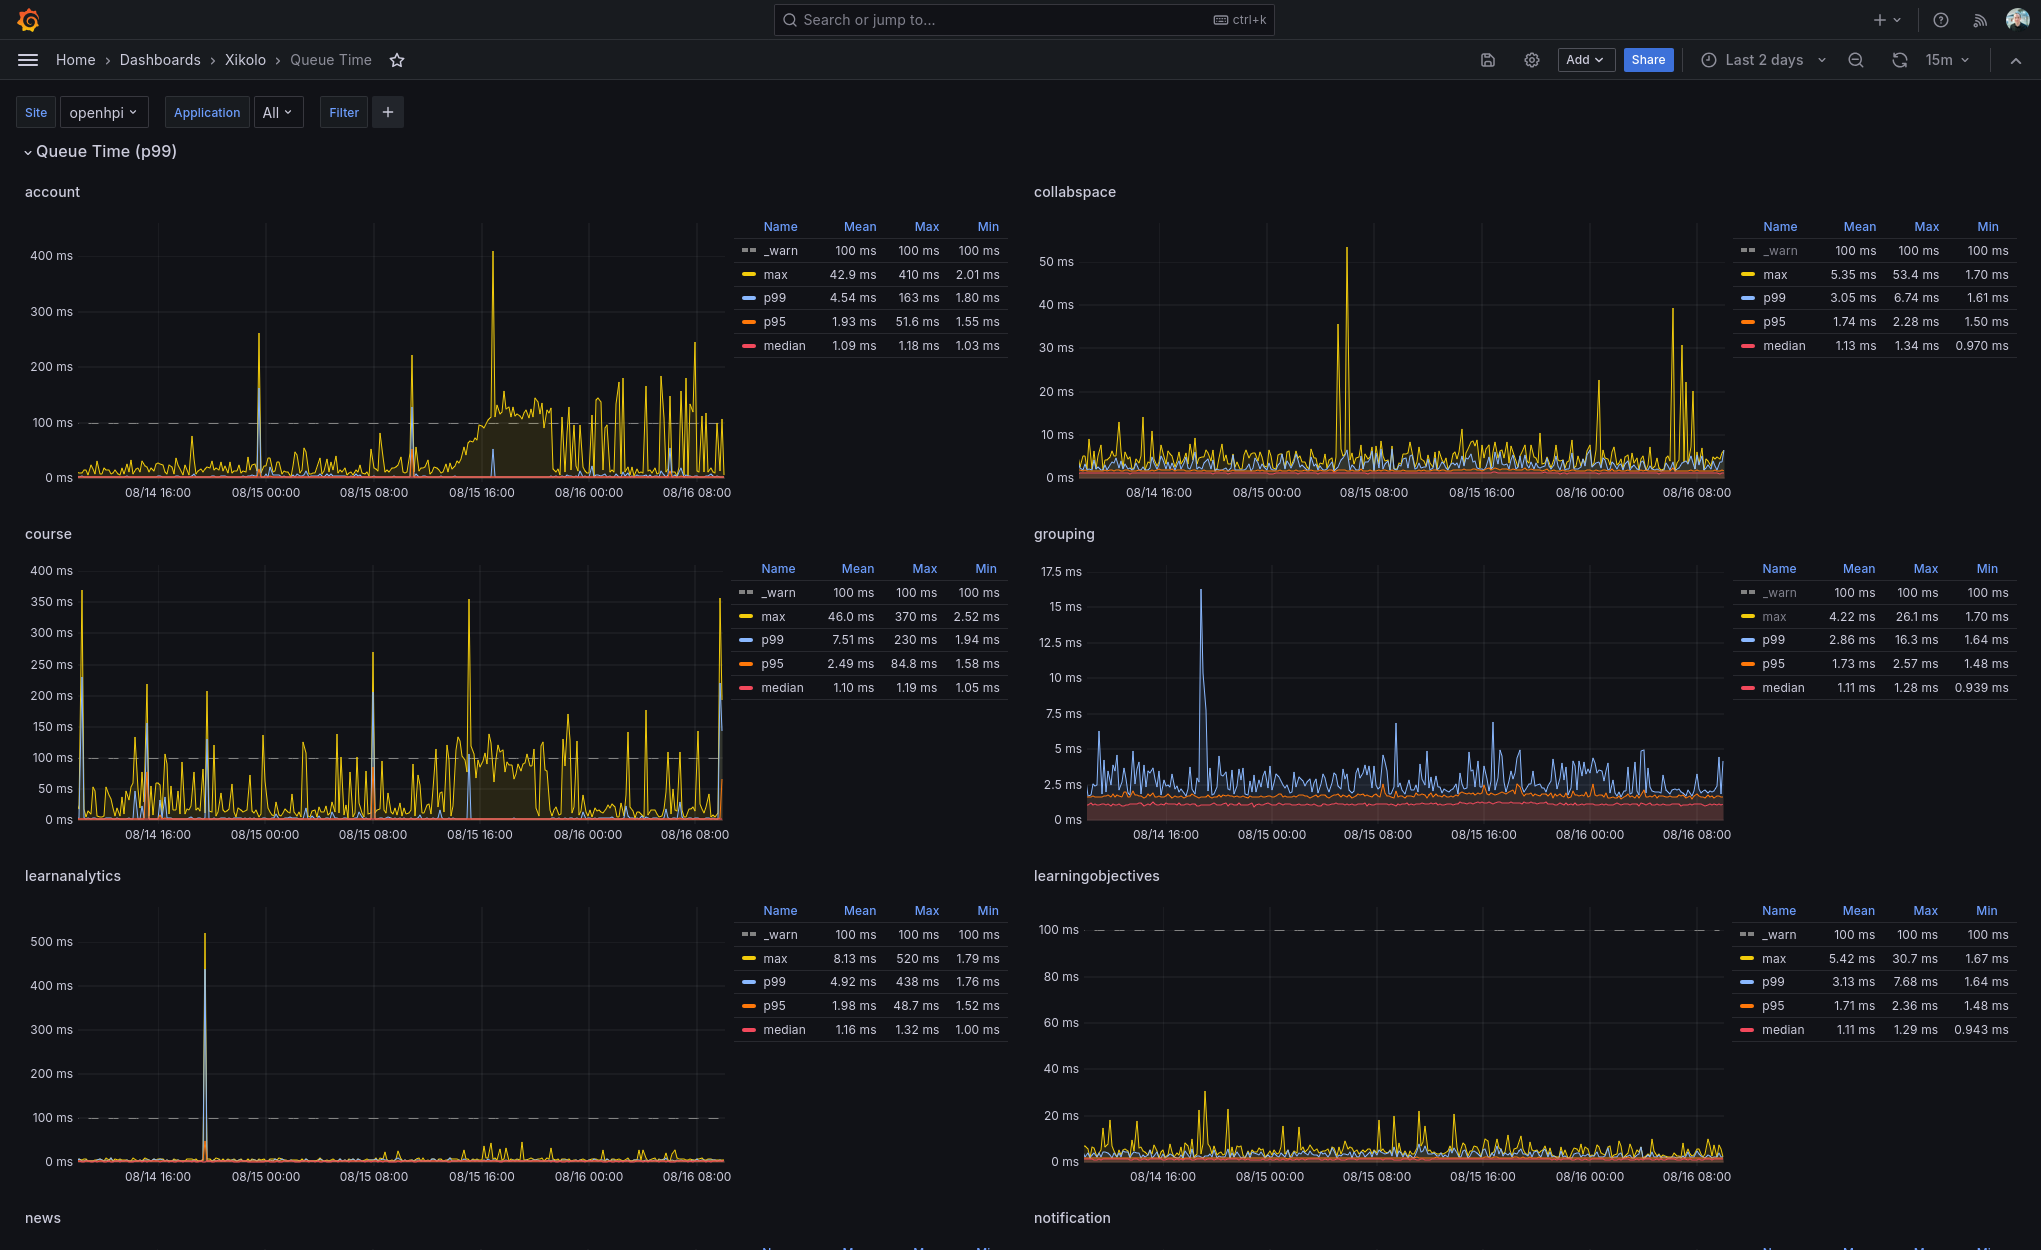 Search or jump to... ctrl+k
Home › Dashboards › Xikolo › Queue Time Add Share Last 2 days 15m
Site openhpi Application All Filter +
Queue Time (p99)
account
400 ms
300 ms
200 ms
100 ms
0 ms
08/14 16:00 08/15 00:00 08/15 08:00 08/15 16:00 08/16 00:00 08/16 08:00
Name Mean Max Min
_warn 100 ms 100 ms 100 ms
max 42.9 ms 410 ms 2.01 ms
p99 4.54 ms 163 ms 1.80 ms
p95 1.93 ms 51.6 ms 1.55 ms
median 1.09 ms 1.18 ms 1.03 ms
collabspace
50 ms
40 ms
30 ms
20 ms
10 ms
0 ms
08/14 16:00 08/15 00:00 08/15 08:00 08/15 16:00 08/16 00:00 08/16 08:00
Name Mean Max Min
_warn 100 ms 100 ms 100 ms
max 5.35 ms 53.4 ms 1.70 ms
p99 3.05 ms 6.74 ms 1.61 ms
p95 1.74 ms 2.28 ms 1.50 ms
median 1.13 ms 1.34 ms 0.970 ms
course
400 ms
350 ms
300 ms
250 ms
200 ms
150 ms
100 ms
50 ms
0 ms
08/14 16:00 08/15 00:00 08/15 08:00 08/15 16:00 08/16 00:00 08/16 08:00
Name Mean Max Min
_warn 100 ms 100 ms 100 ms
max 46.0 ms 370 ms 2.52 ms
p99 7.51 ms 230 ms 1.94 ms
p95 2.49 ms 84.8 ms 1.58 ms
median 1.10 ms 1.19 ms 1.05 ms
grouping
17.5 ms
15 ms
12.5 ms
10 ms
7.5 ms
5 ms
2.5 ms
0 ms
08/14 16:00 08/15 00:00 08/15 08:00 08/15 16:00 08/16 00:00 08/16 08:00
Name Mean Max Min
_warn 100 ms 100 ms 100 ms
max 4.22 ms 26.1 ms 1.70 ms
p99 2.86 ms 16.3 ms 1.64 ms
p95 1.73 ms 2.57 ms 1.48 ms
median 1.11 ms 1.28 ms 0.939 ms
learnanalytics
500 ms
400 ms
300 ms
200 ms
100 ms
0 ms
08/14 16:00 08/15 00:00 08/15 08:00 08/15 16:00 08/16 00:00 08/16 08:00
Name Mean Max Min
_warn 100 ms 100 ms 100 ms
max 8.13 ms 520 ms 1.79 ms
p99 4.92 ms 438 ms 1.76 ms
p95 1.98 ms 48.7 ms 1.52 ms
median 1.16 ms 1.32 ms 1.00 ms
learningobjectives
100 ms
80 ms
60 ms
40 ms
20 ms
0 ms
08/14 16:00 08/15 00:00 08/15 08:00 08/15 16:00 08/16 00:00 08/16 08:00
Name Mean Max Min
_warn 100 ms 100 ms 100 ms
max 5.42 ms 30.7 ms 1.67 ms
p99 3.13 ms 7.68 ms 1.64 ms
p95 1.71 ms 2.36 ms 1.48 ms
median 1.11 ms 1.29 ms 0.943 ms
news
notification